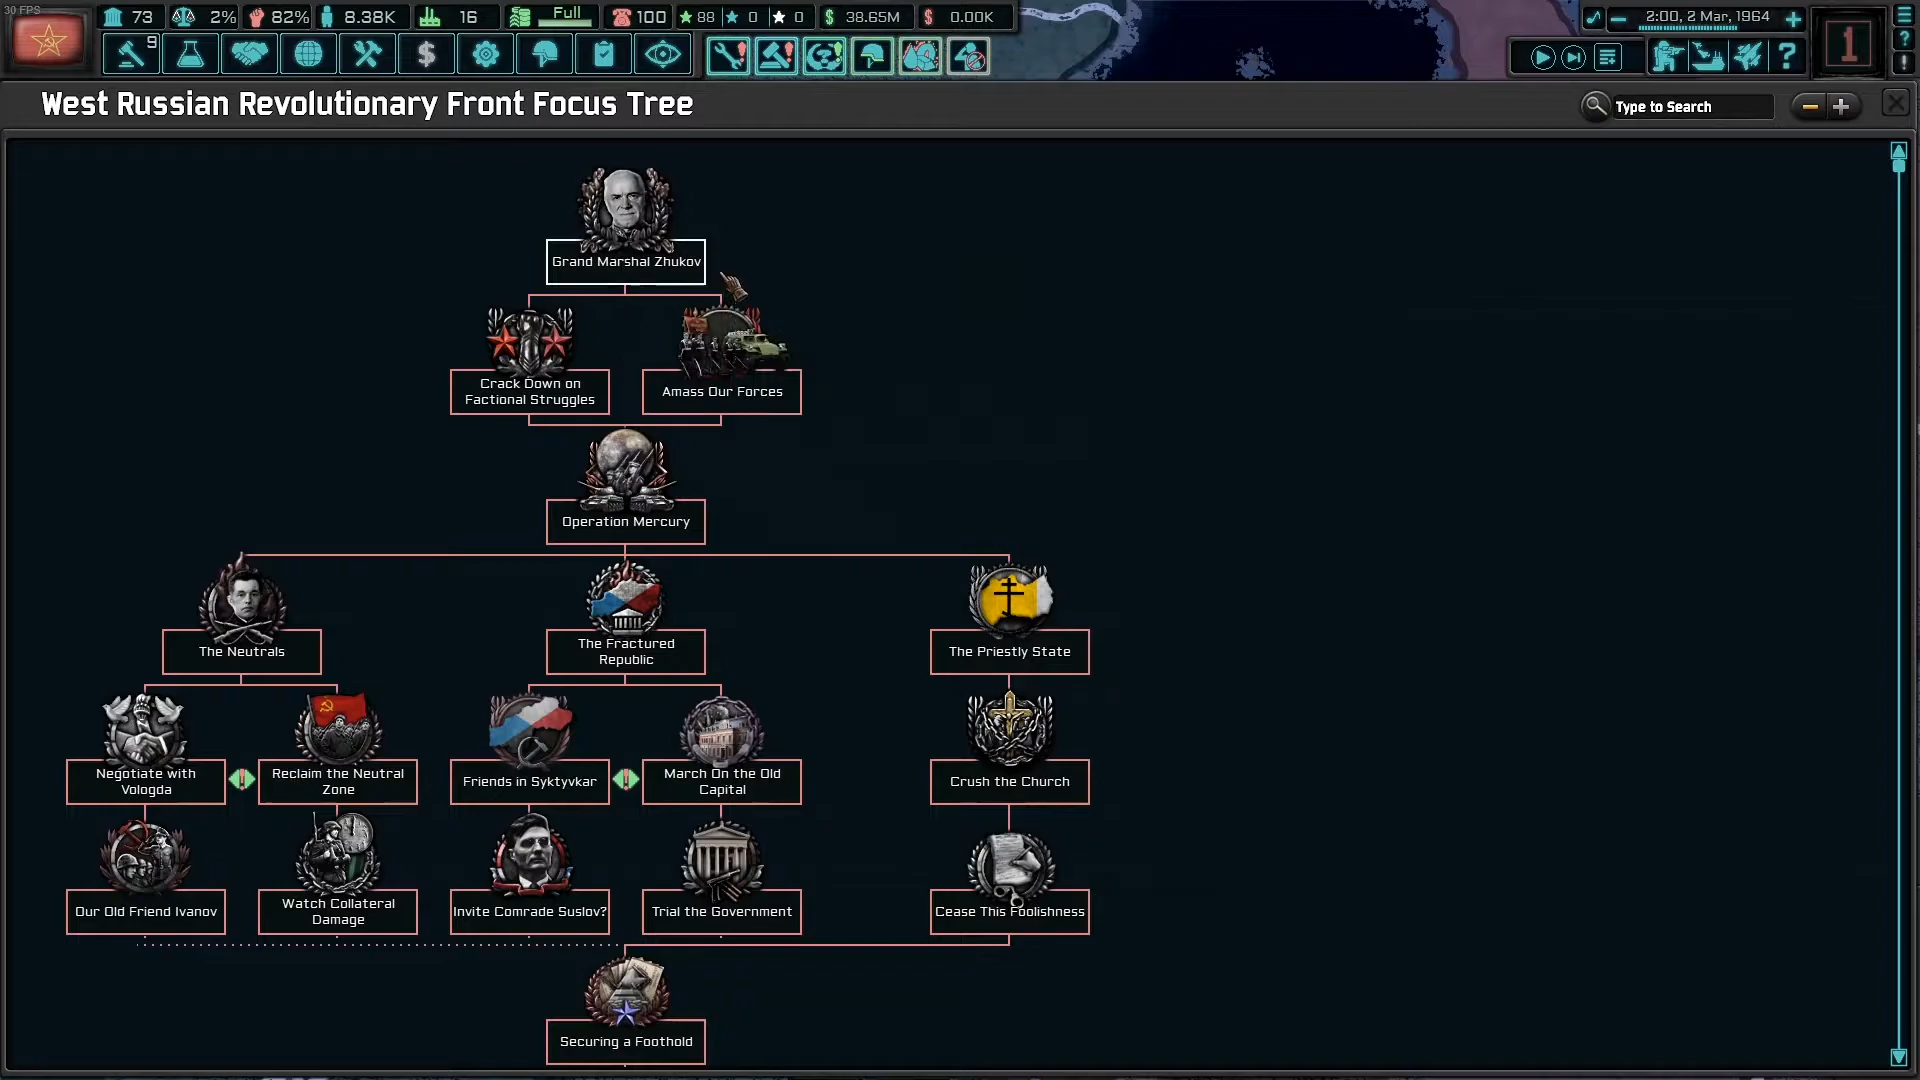 30 FPS
73
2%
82%
8.38K
16
Full
100
88
0
0
$ 38.65M
$ 0.00K
2:00, 2 Mar, 1964
9
$
?
1
?
!
West Russian Revolutionary Front Focus Tree
Type to Search
Grand Marshal Zhukov
Crack Down on
Factional Struggles
Amass Our Forces
Operation Mercury
The Neutrals
The Fractured
Republic
The Priestly State
Negotiate with
Vologda
Reclaim the Neutral
Zone
Friends in Syktyvkar
March On the Old
Capital
Crush the Church
Our Old Friend Ivanov
Watch Collateral
Damage
Invite Comrade Suslov?
Trial the Government
Cease This Foolishness
Securing a Foothold